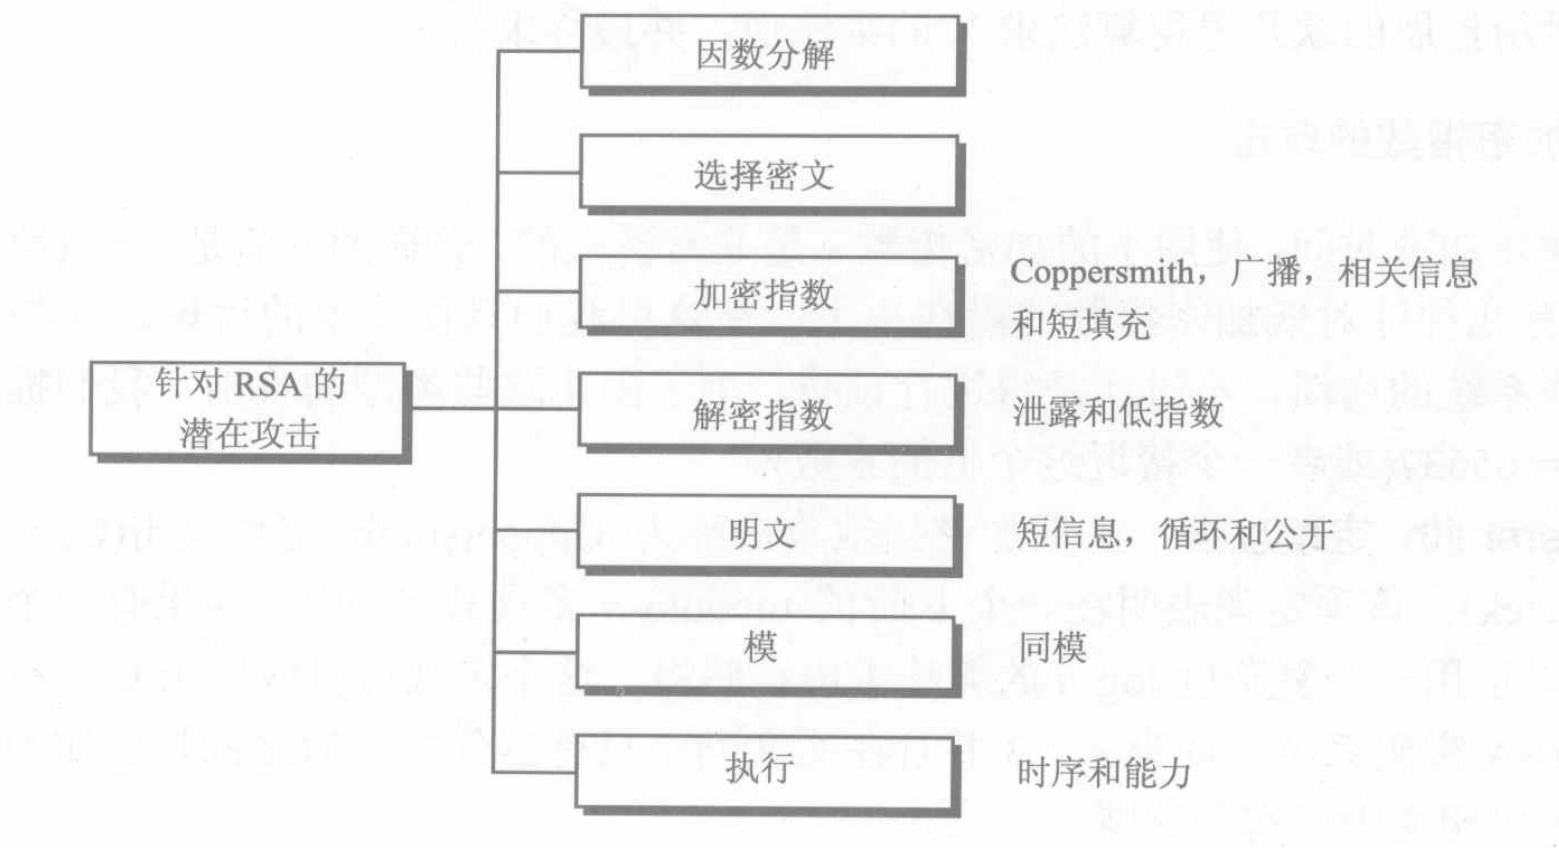 因数分解
选择密文
加密指数
Coppersmith，广播，相关信息
和短填充
针对 RSA 的
潜在攻击
解密指数
泄露和低指数
明文
短信息，循环和公开
模
同模
执行
时序和能力